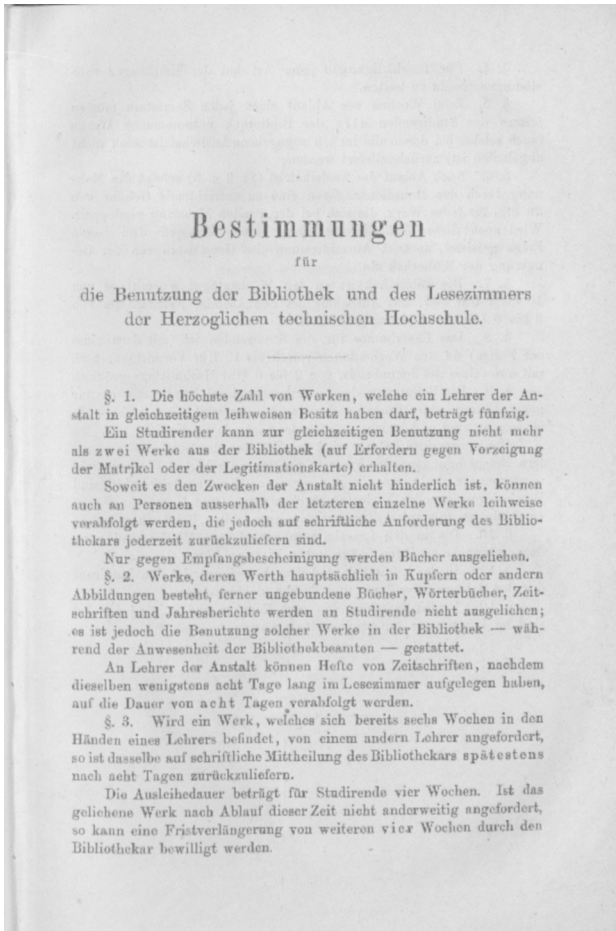 Bestimmungen
für
die Benutzung der Bibliothek und des Lesezimmers
der Herzoglichen technischen Hochschule.
§. 1. Die höchste Zahl von Werken, welche ein Lehrer der An-
stalt in gleichzeitigem leihweisen Besitz haben darf, beträgt fünfzig.
Ein Studirender kann zur gleichzeitigen Benutzung nicht mehr
als zwei Werke aus der Bibliothek (auf Erfordern gegen Vorzeigung
der Matrikel oder der Legitimationskarte) erhalten.
Soweit es den Zwecken der Anstalt nicht hinderlich ist, können
auch an Personen ausserhalb der letzteren einzelne Werke leihweise
verabfolgt werden, die jedoch auf schriftliche Anforderung des Biblio-
thekars jederzeit zurückzuliefern sind.
Nur gegen Empfangsbescheinigung werden Bücher ausgeliehen.
§. 2. Werke, deren Werth hauptsächlich in Kupfern oder andern
Abbildungen besteht, ferner ungebundene Bücher, Wörterbücher, Zeit-
schriften und Jahresberichte werden an Studirende nicht ausgeliehen;
es ist jedoch die Benutzung solcher Werke in der Bibliothek — wäh-
rend der Anwesenheit der Bibliothekbeamten — gestattet.
An Lehrer der Anstalt können Hefte von Zeitschriften, nachdem
dieselben wenigstens acht Tage lang im Lesezimmer aufgelegen haben,
auf die Dauer von acht Tagen verabfolgt werden.
§. 3. Wird ein Werk, welches sich bereits sechs Wochen in den
Händen eines Lehrers befindet, von einem andern Lehrer angefordert,
so ist dasselbe auf schriftliche Mittheilung des Bibliothekars spätestens
nach acht Tagen zurückzuliefern.
Die Ausleihedauer beträgt für Studirende vier Wochen. Ist das
geliehene Werk nach Ablauf dieser Zeit nicht anderweitig angefordert,
so kann eine Fristverlängerung von weiteren vier Wochen durch den
Bibliothekar bewilligt werden.